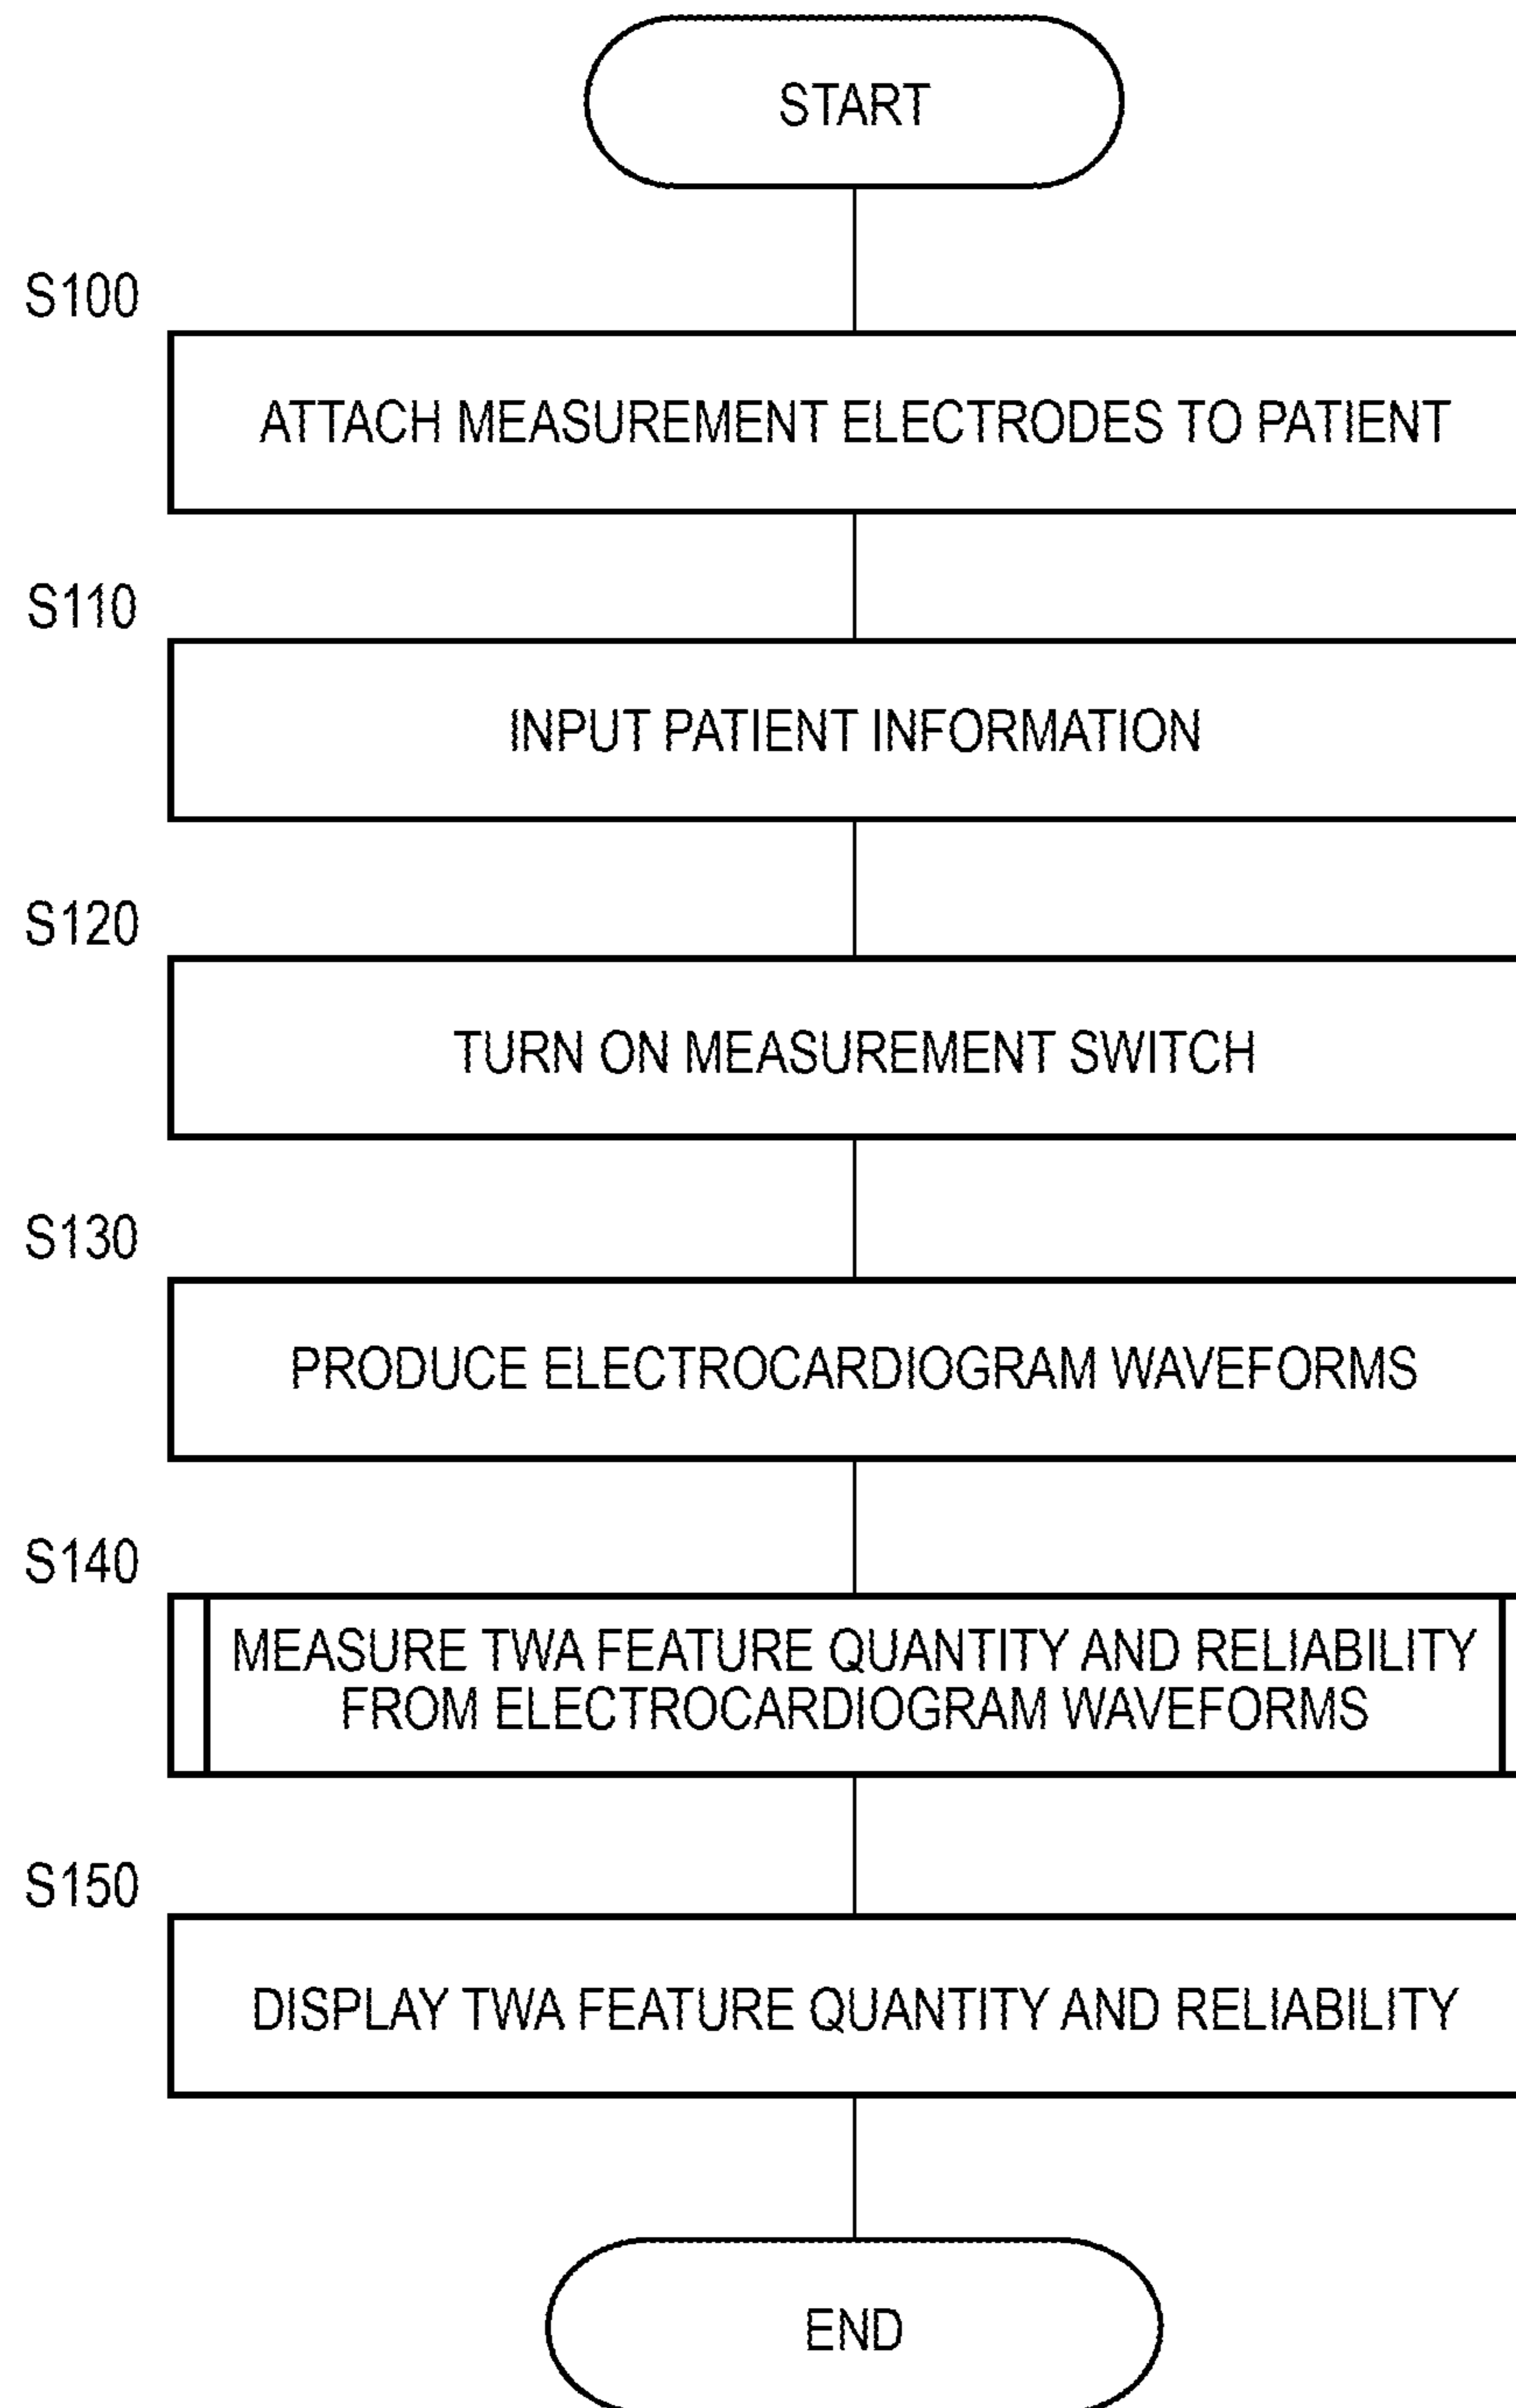 START
S100
ATTACH MEASUREMENT ELECTRODES TO PATIENT
S110
INPUT PATIENT INFORMATION
S120
TURN ON MEASUREMENT SWITCH
S130
PRODUCE ELECTROCARDIOGRAM WAVEFORMS
S140
MEASURE TWA FEATURE QUANTITY AND RELIABILITY
FROM ELECTROCARDIOGRAM WAVEFORMS
S150
DISPLAY TWA FEATURE QUANTITY AND RELIABILITY
END